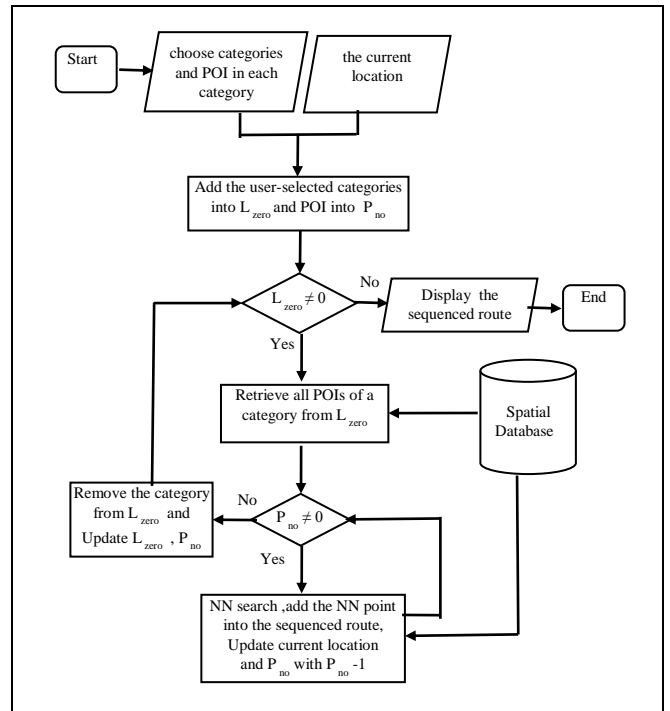 Start
choose categories
and POI in each
category
the current
location
Add the user-selected categories
into L zero and POI into P no
L zero ≠ 0
No
Display the
sequenced route
End
Yes
Retrieve all POIs of a
category from L zero
Spatial
Database
Remove the category
from L zero and
Update L zero , P no
No
P no ≠ 0
Yes
NN search ,add the NN point
into the sequenced route,
Update current location
and P no with P no -1